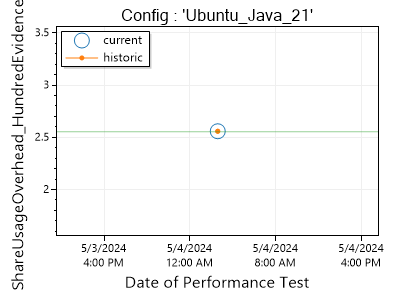 Config : 'Ubuntu_Java_21'
ShareUsageOverhead_HundredEvidence
current
historic
3.5
3
2.5
2
5/3/2024
4:00 PM
5/4/2024
12:00 AM
5/4/2024
8:00 AM
5/4/2024
4:00 PM
Date of Performance Test